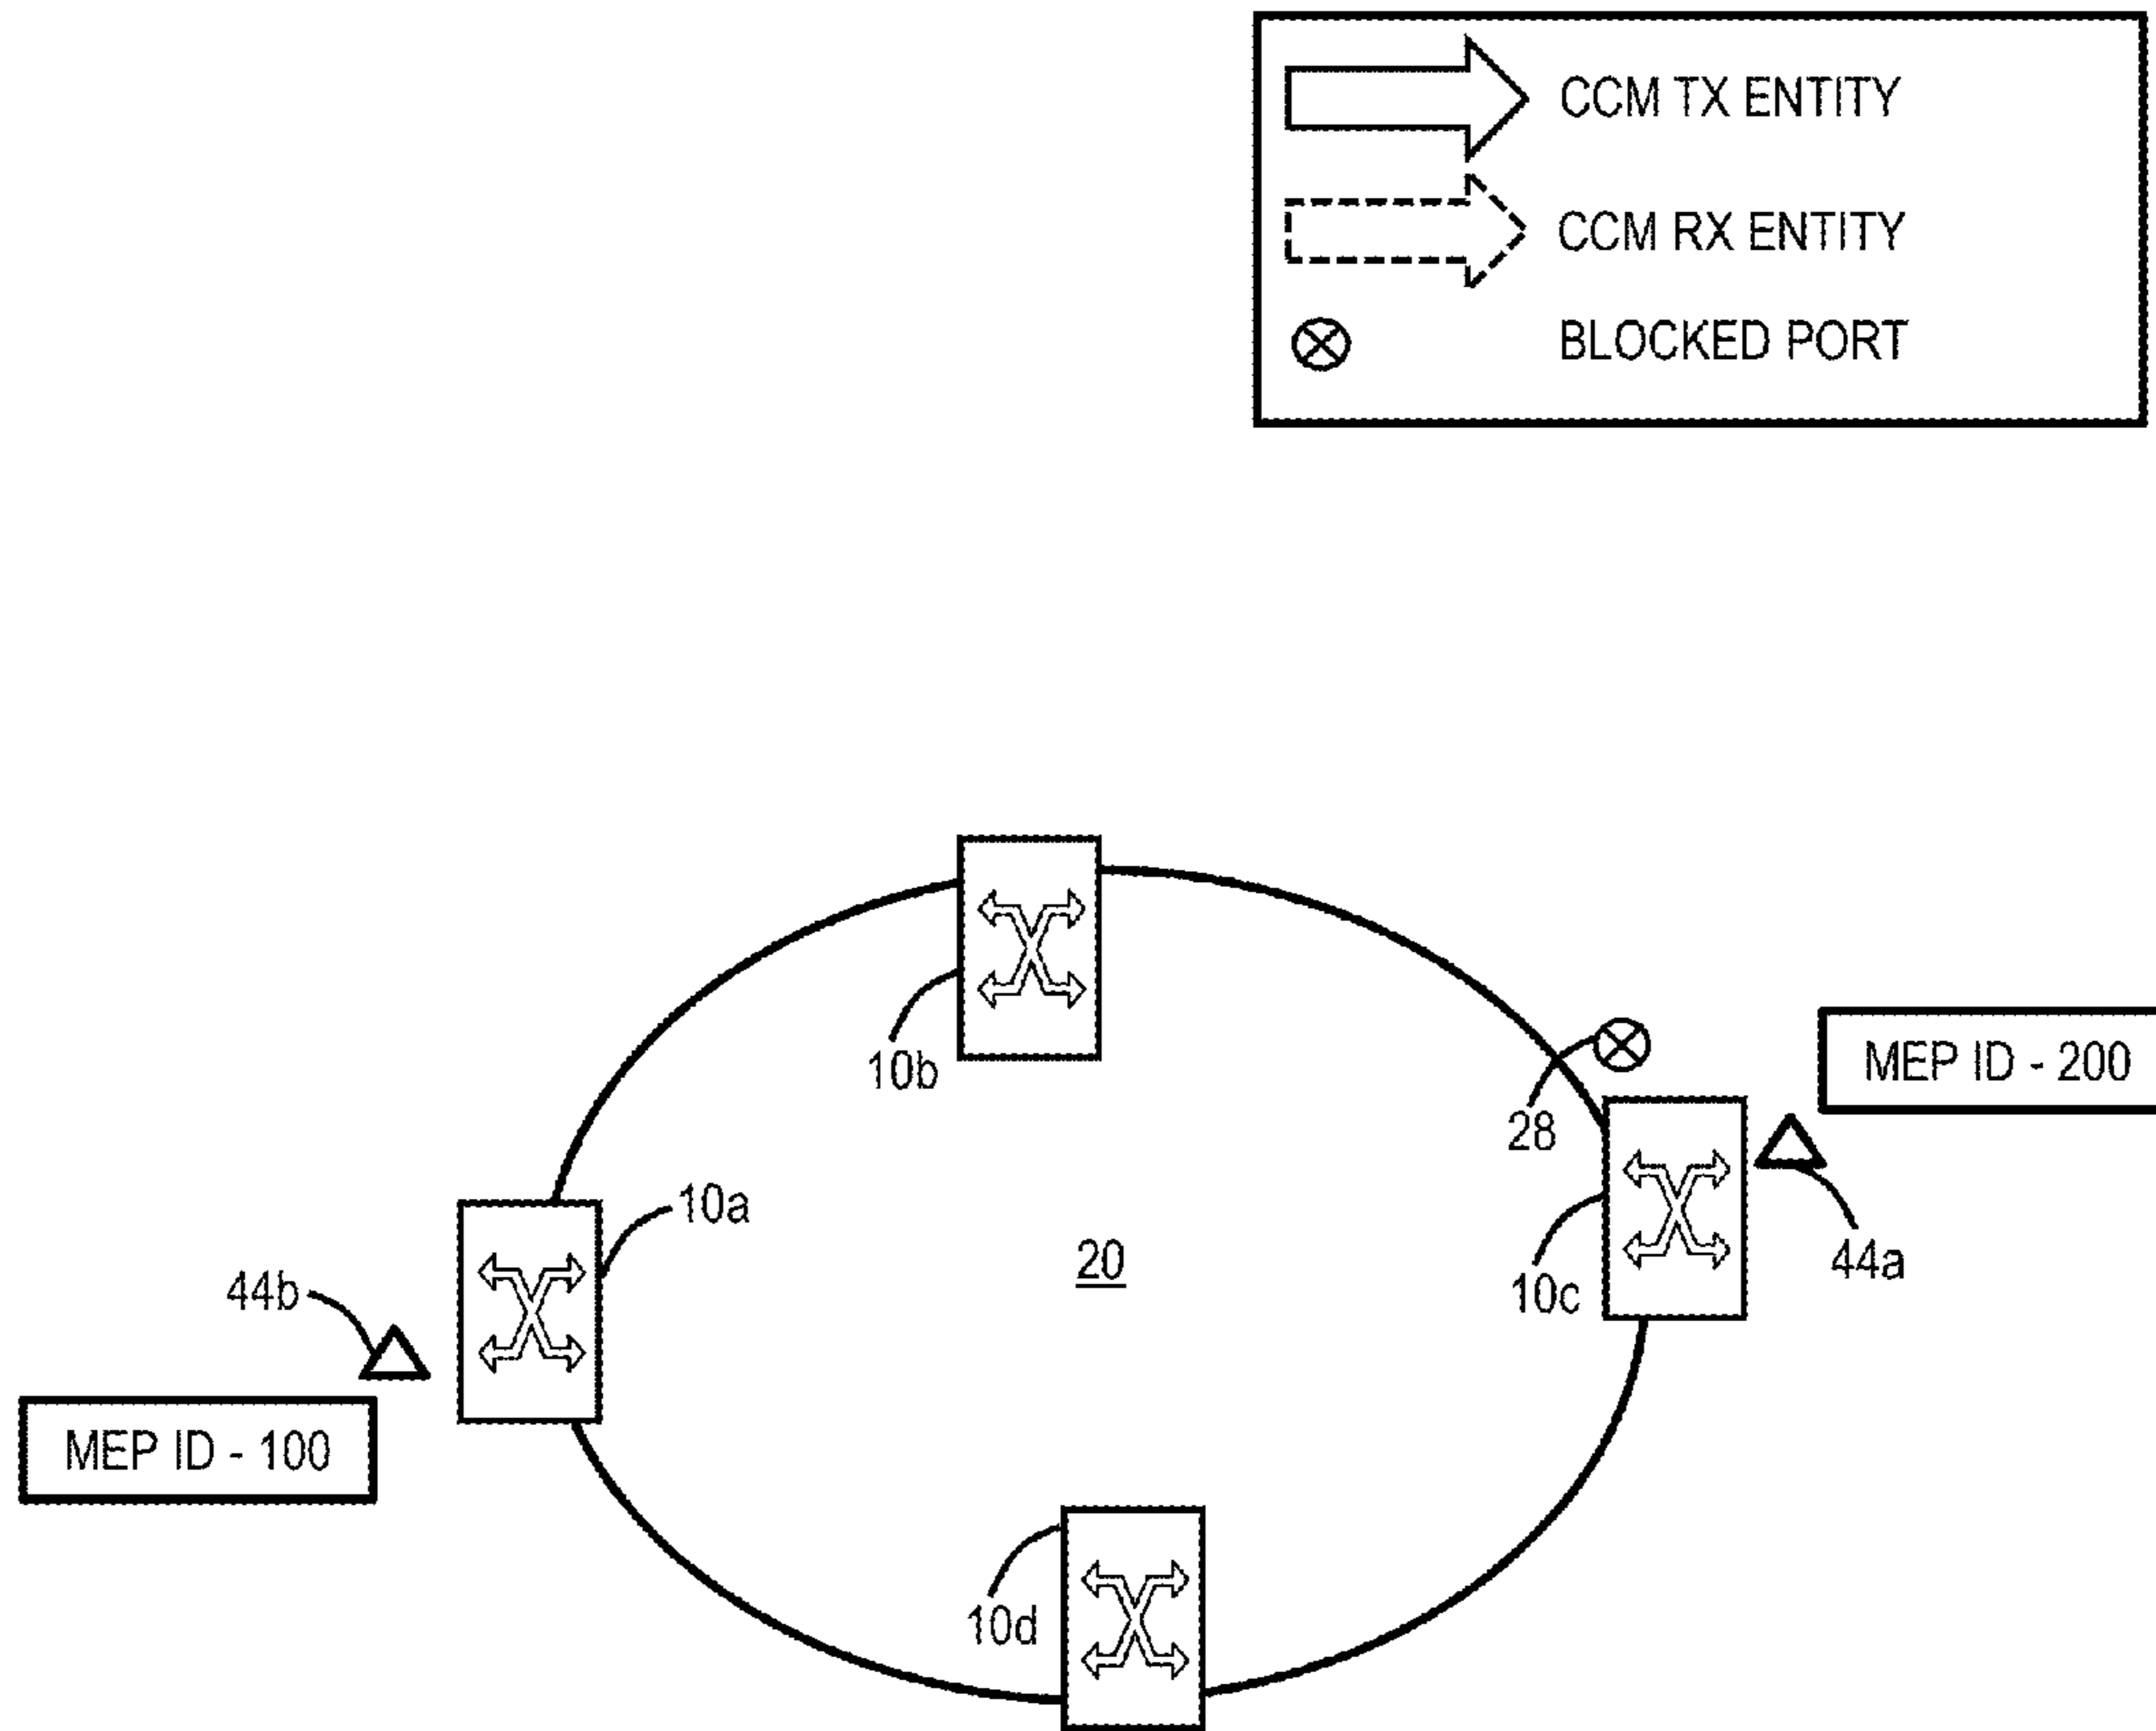 CCM TX ENTITY
CCM RX ENTITY
BLOCKED PORT
10b
MEP ID - 200
28
10a
20
10c
44a
44b
MEP ID - 100
10d